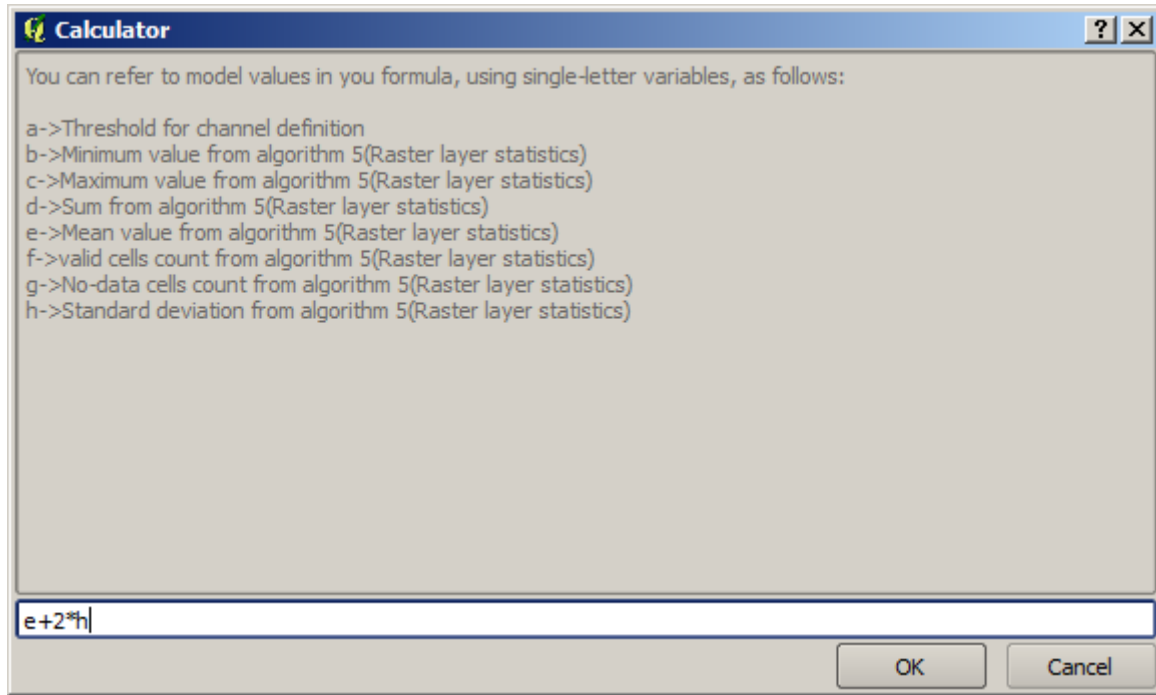 Calculator
You can refer to model values in you formula, using single-letter variables, as follows:
a->Threshold for channel definition
b->Minimum value from algorithm 5(Raster layer statistics)
c->Maximum value from algorithm 5(Raster layer statistics)
d->Sum from algorithm 5(Raster layer statistics)
e->Mean value from algorithm 5(Raster layer statistics)
f->valid cells count from algorithm 5(Raster layer statistics)
g->No-data cells count from algorithm 5(Raster layer statistics)
h->Standard deviation from algorithm 5(Raster layer statistics)
e+2*h
OK Cancel